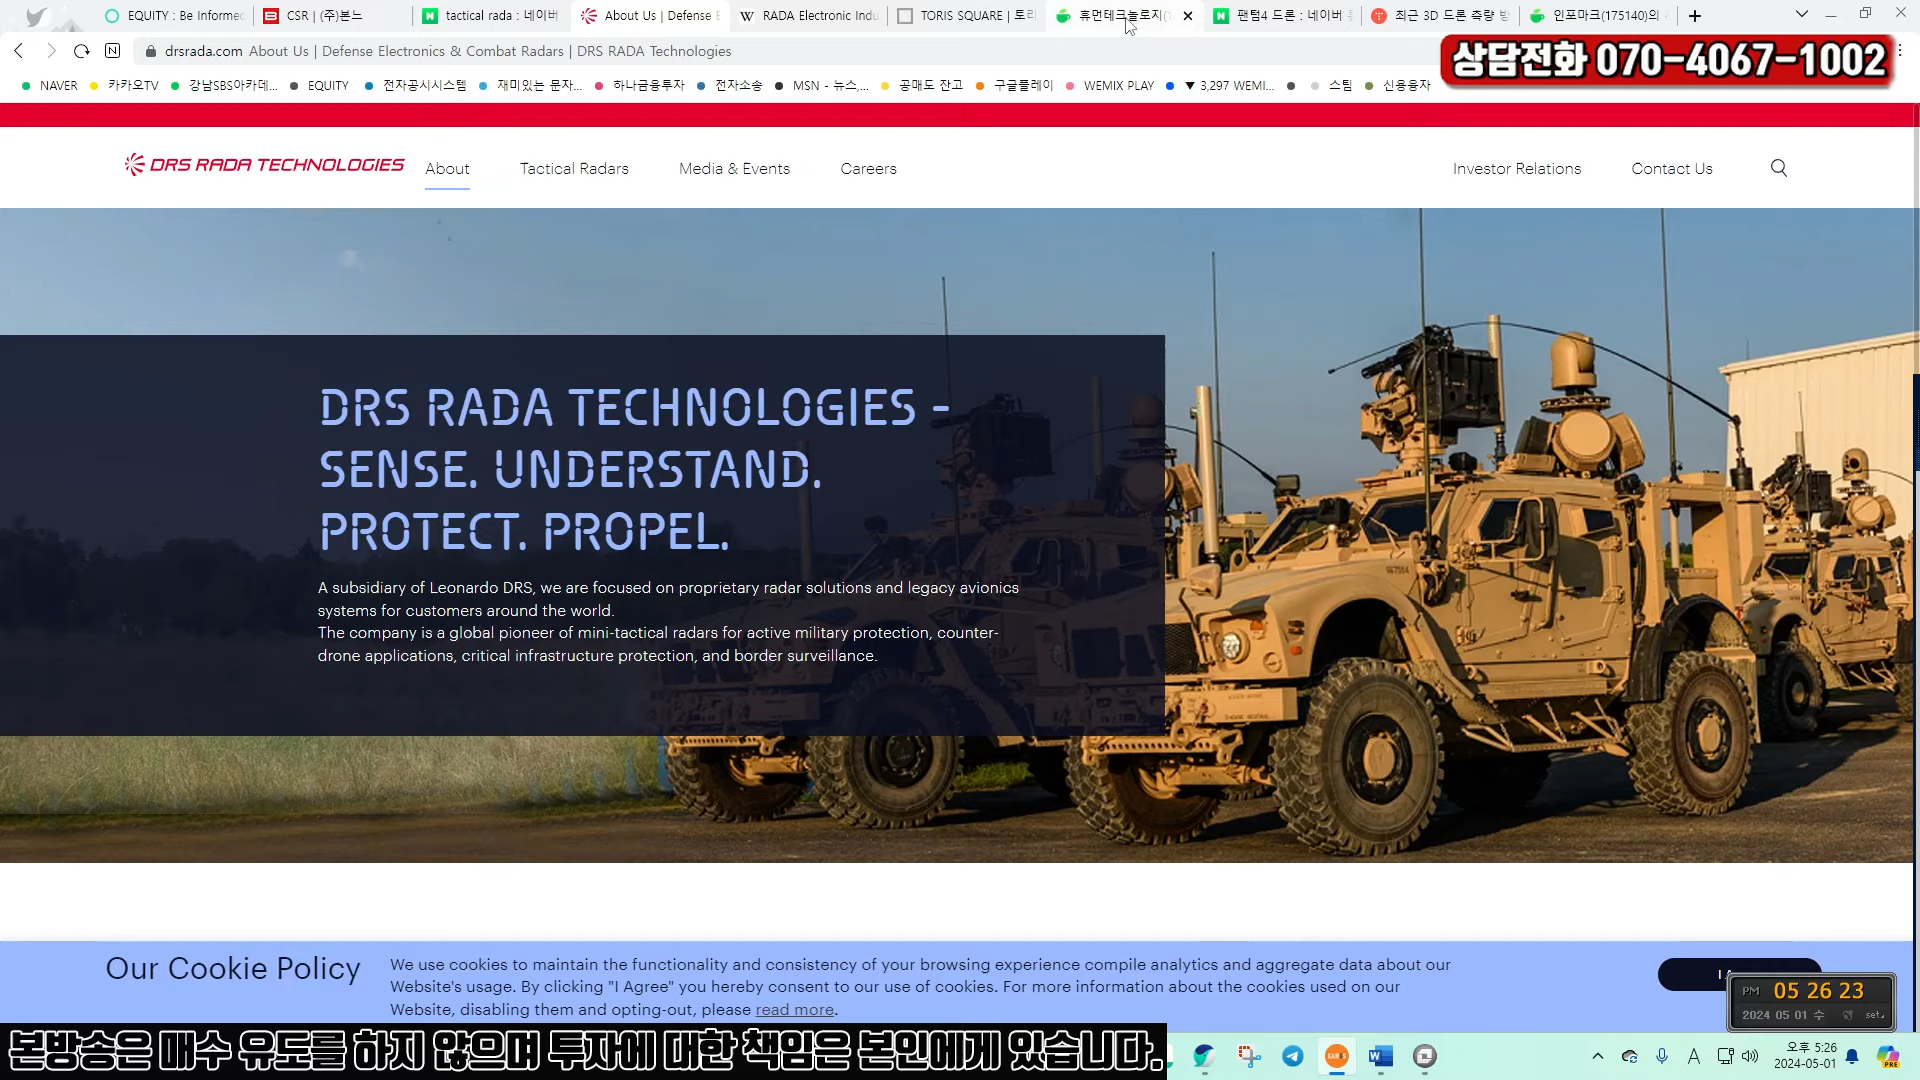 EQUITY : Be Informe
CSR | (주)본느
tactical rada : 네이버
About Us | Defense E
RADA Electronic Indu
TORIS SQUARE | 토리
휴먼테크놀로지(1
팬텀4 드론 : 네이버 블
최근 3D 드론 측량 방
인포마크(175140)의
drsrada.com About Us | Defense Electronics & Combat Radars | DRS RADA Technologies
상담전화 070-4067-1002
NAVER
카카오TV
강남SBS아카데...
EQUITY
전자공시시스템
재미있는 문자...
하나금융투자
전자소송
MSN - 뉴스,...
공매도 잔고
구글플레이
WEMIX PLAY
▼ 3,297 WEMI...
스팀
신용융자
DRS RADA TECHNOLOGIES
About
Tactical Radars
Media & Events
Careers
Investor Relations
Contact Us
DRS RADA TECHNOLOGIES -
SENSE. UNDERSTAND.
PROTECT. PROPEL.
A subsidiary of Leonardo DRS, we are focused on proprietary radar solutions and legacy avionics
systems for customers around the world.
The company is a global pioneer of mini-tactical radars for active military protection, counter-
drone applications, critical infrastructure protection, and border surveillance.
Our Cookie Policy
We use cookies to maintain the functionality and consistency of your browsing experience compile analytics and aggregate data about our
Website's usage. By clicking "I Agree" you hereby consent to our use of cookies. For more information about the cookies used on our
Website, disabling them and opting-out, please read more.
I A
PM 05 26 23
2024 05 01 수 set
본방송은 매수 유도를 하지 않으며 투자에 대한 책임은 본인에게 있습니다.
A
오후 5:26
2024-05-01